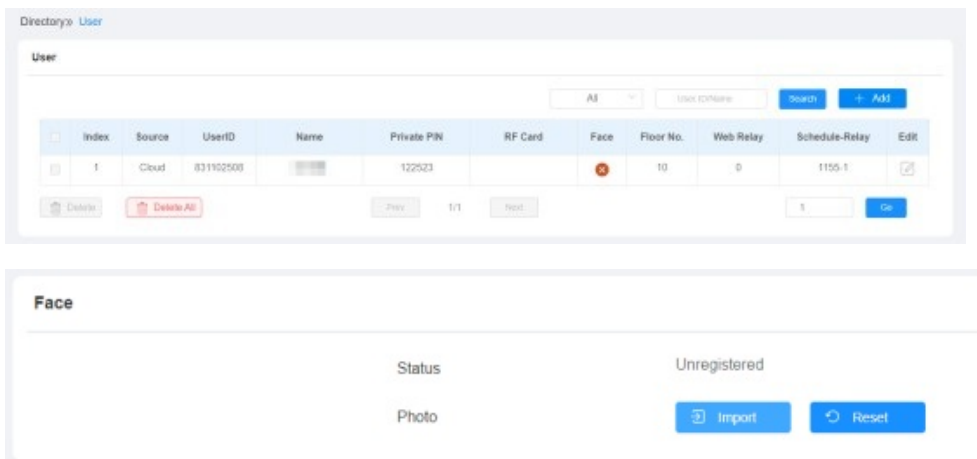 Directory» User
User
All User ID/Name Search + Add
Index Source UserID Name Private PIN RF Card Face Floor No. Web Relay Schedule-Relay Edit
1 Cloud 831102508 122523 10 0 1155-1
Delete Delete All Prev 1/1 Next 1 Go
Face
Status Unregistered
Photo Import Reset